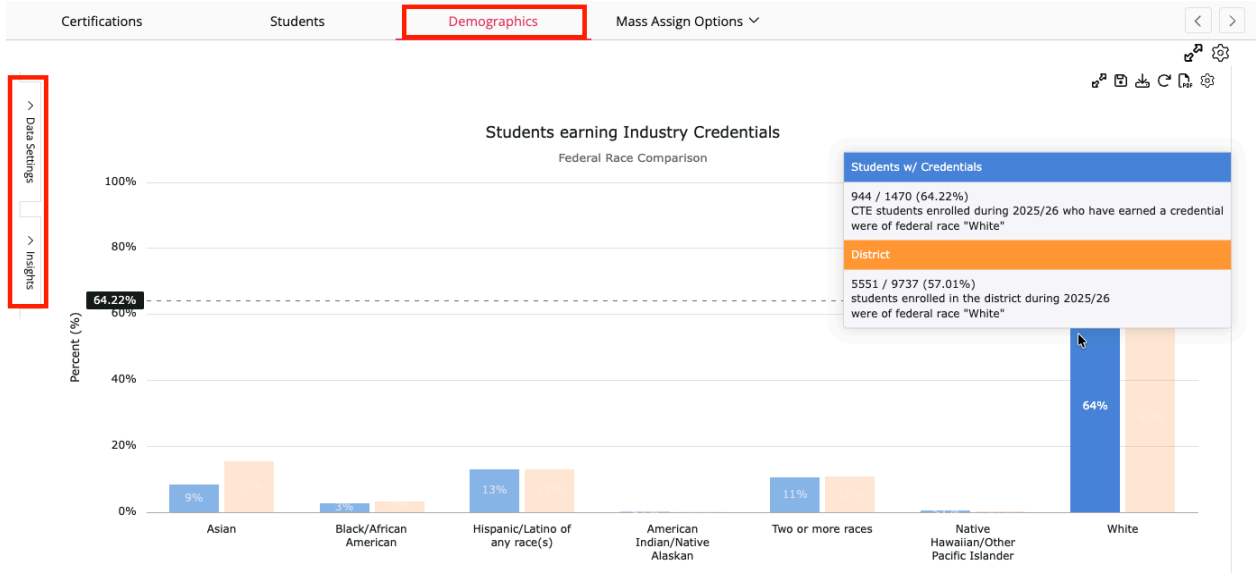 Certifications Students Demographics Mass Assign Options
Data Settings
Insights
PDF
Students earning Industry Credentials
Federal Race Comparison
Students w/ Credentials
944 / 1470 (64.22%)
CTE students enrolled during 2025/26 who have earned a credential
were of federal race "White"
District
5551 / 9737 (57.01%)
students enrolled in the district during 2025/26
were of federal race "White"
Percent (%)
100%
80%
64.22%
60%
40%
20%
0%
9%
3%
13%
11%
64%
Asian
Black/African
American
Hispanic/Latino of
any race(s)
American
Indian/Native
Alaskan
Two or more races
Native
Hawaiian/Other
Pacific Islander
White